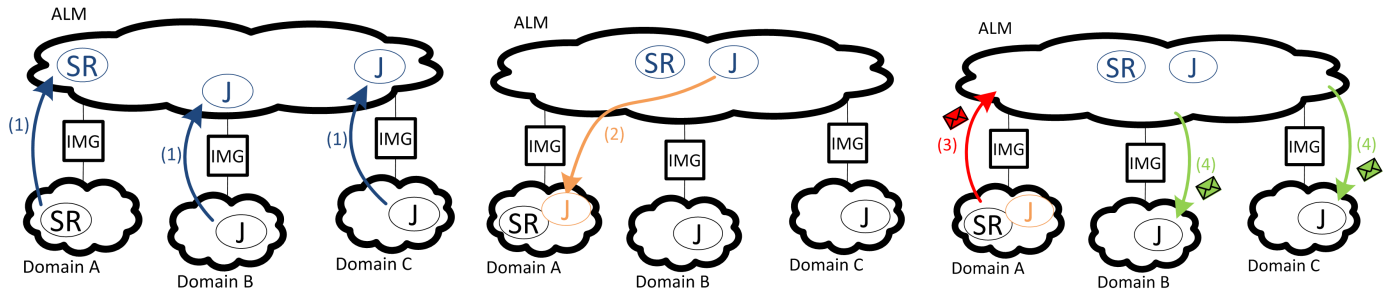 ALM
SR
J
J
(1)
(1)
(1)
IMG
IMG
IMG
SR
J
J
Domain A
Domain B
Domain C
ALM
SR
J
(2)
IMG
IMG
IMG
SR
J
J
J
Domain A
Domain B
Domain C
ALM
SR
J
(3)
(4)
(4)
IMG
IMG
IMG
SR
J
J
J
Domain A
Domain B
Domain C